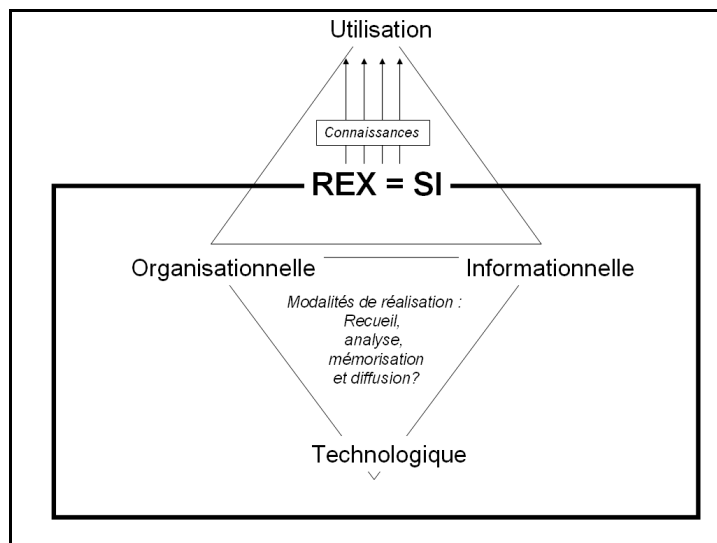 Utilisation
Connaissances
REX = SI
Organisationnelle
Informationnelle
Modalités de réalisation :
Recueil,
analyse,
mémorisation
et diffusion?
Technologique